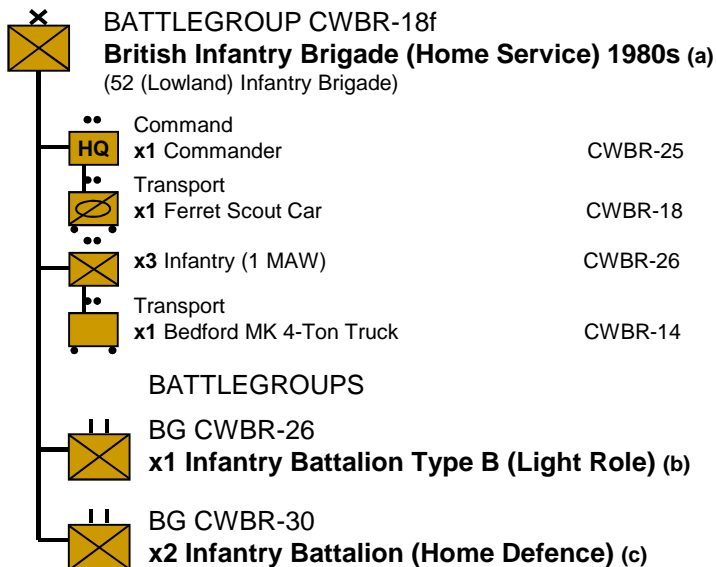 BATTLEGROUP CWBR-18f
British Infantry Brigade (Home Service) 1980s (a)
(52 (Lowland) Infantry Brigade)
Command
HQ x1 Commander CWBR-25
Transport
x1 Ferret Scout Car CWBR-18
x3 Infantry (1 MAW) CWBR-26
Transport
x1 Bedford MK 4-Ton Truck CWBR-14
BATTLEGROUPS
BG CWBR-26
x1 Infantry Battalion Type B (Light Role) (b)
BG CWBR-30
x2 Infantry Battalion (Home Defence) (c)